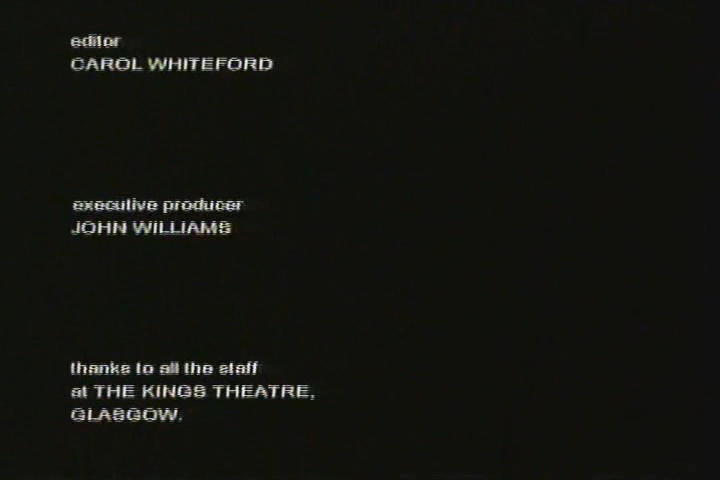 editor
CAROL WHITEFORD
executive producer
JOHN WILLIAMS
thanks to all the staff
at THE KINGS THEATRE,
GLASGOW.